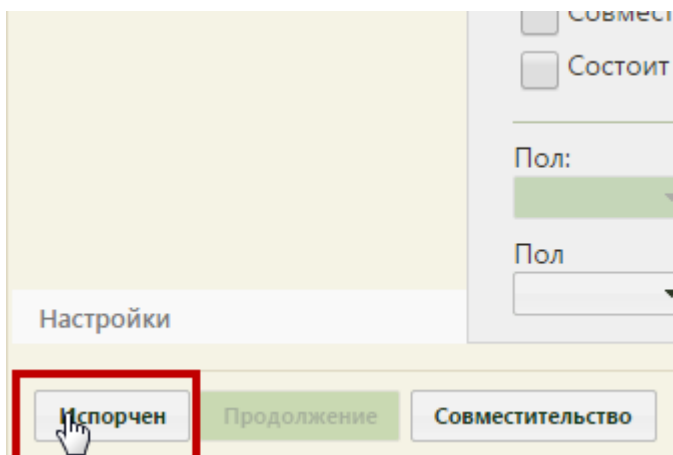 Состоит
Пол:
Пол
Настройки
Испорчен
Продолжение
Совместительство